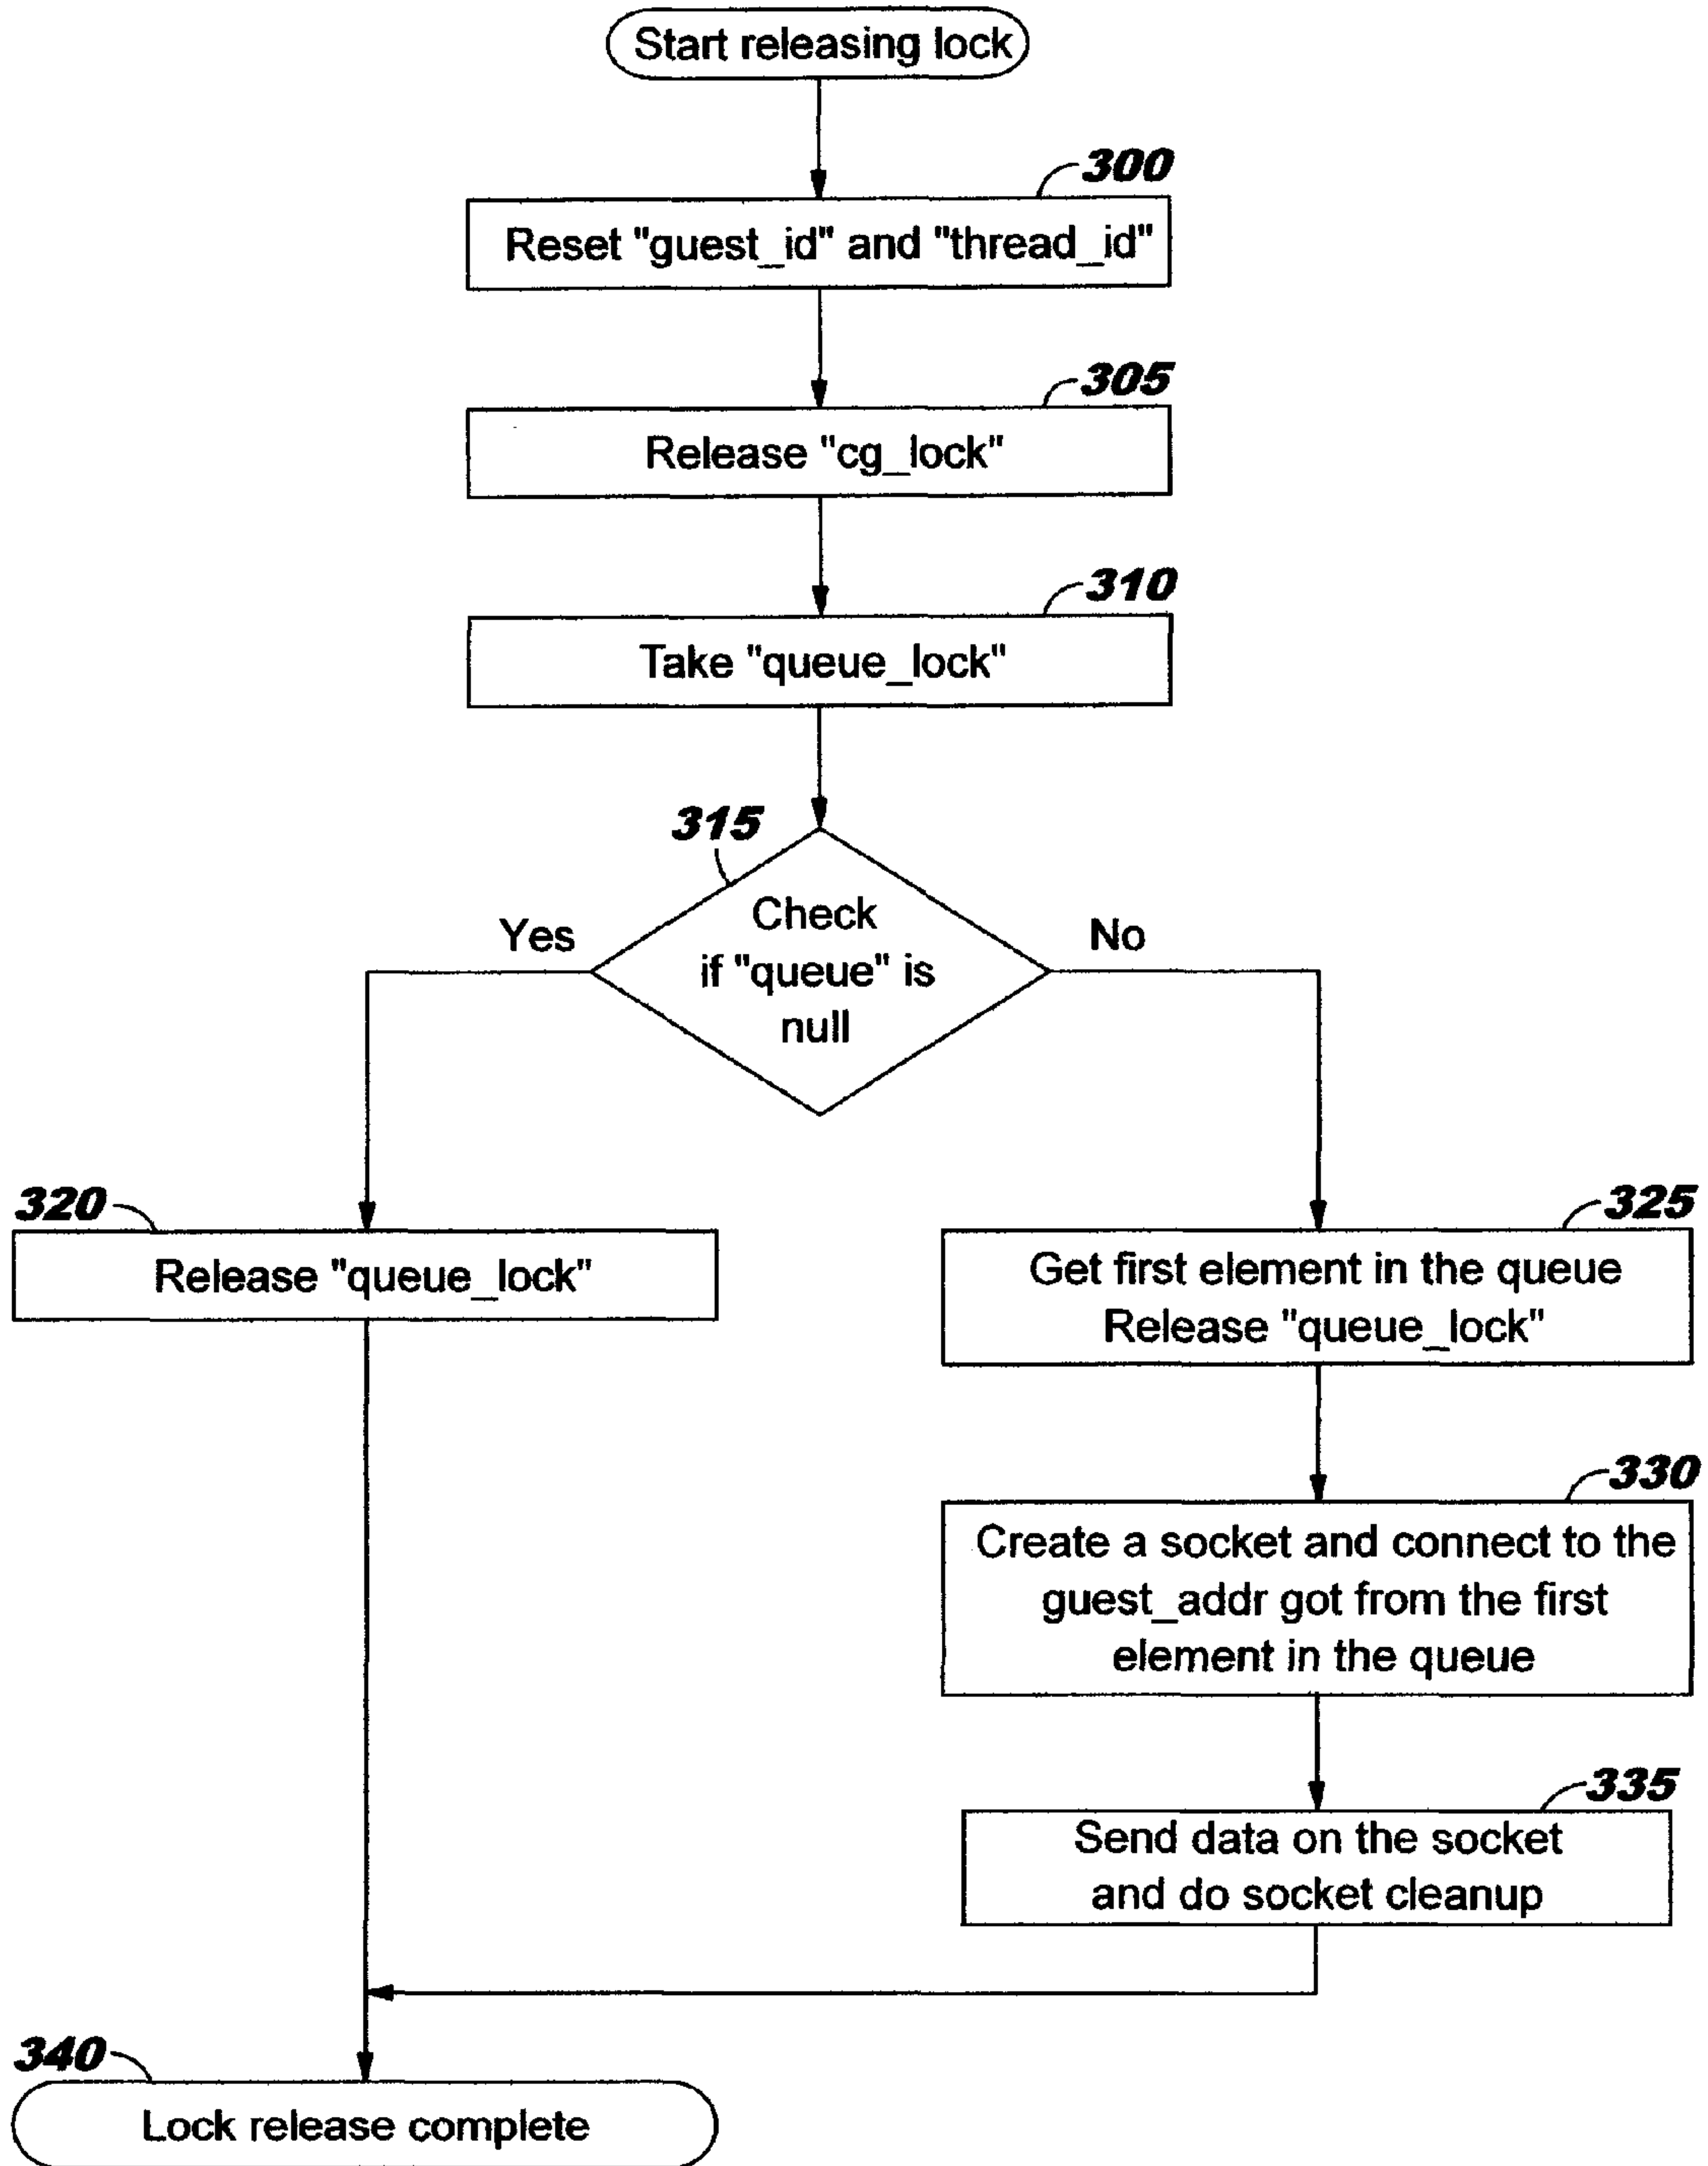 Start releasing lock
300
Reset "guest_id" and "thread_id"
305
Release "cg_lock"
310
Take "queue_lock"
315
Check
if "queue" is
null
Yes
No
320
Release "queue_lock"
325
Get first element in the queue
Release "queue_lock"
330
Create a socket and connect to the
guest_addr got from the first
element in the queue
335
Send data on the socket
and do socket cleanup
340
Lock release complete